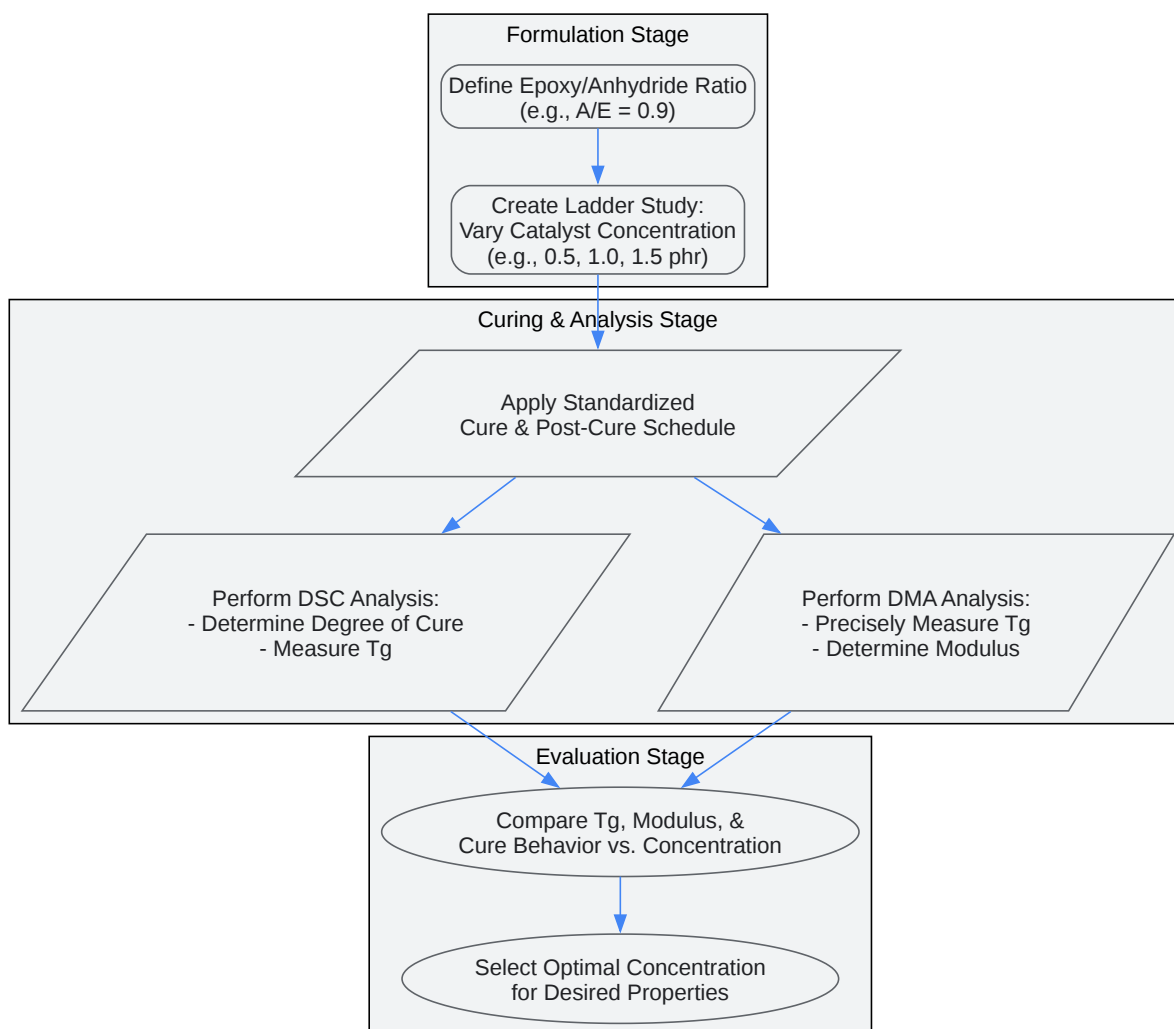 Formulation Stage
Define Epoxy/Anhydride Ratio
(e.g., A/E = 0.9)
Create Ladder Study:
Vary Catalyst Concentration
(e.g., 0.5, 1.0, 1.5 phr)
Curing & Analysis Stage
Apply Standardized
Cure & Post-Cure Schedule
Perform DSC Analysis:
- Determine Degree of Cure
- Measure Tg
Perform DMA Analysis:
- Precisely Measure Tg
- Determine Modulus
Evaluation Stage
Compare Tg, Modulus, &
Cure Behavior vs. Concentration
Select Optimal Concentration
for Desired Properties